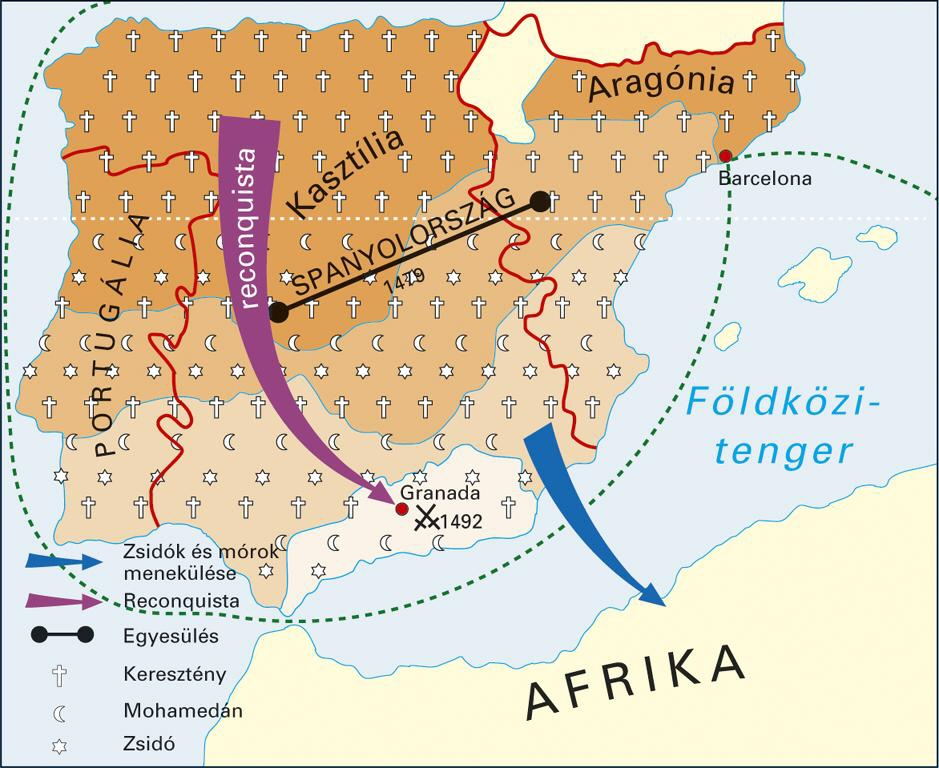 Aragónia
Kasztília
reconquista
Barcelona
SPANYOLORSZÁG
1479
PORTUGÁLIA
Földközi-
tenger
Granada
1492
AFRIKA
Zsidók és mórok
menekülése
Reconquista
Egyesülés
Keresztény
Mohamedán
Zsidó